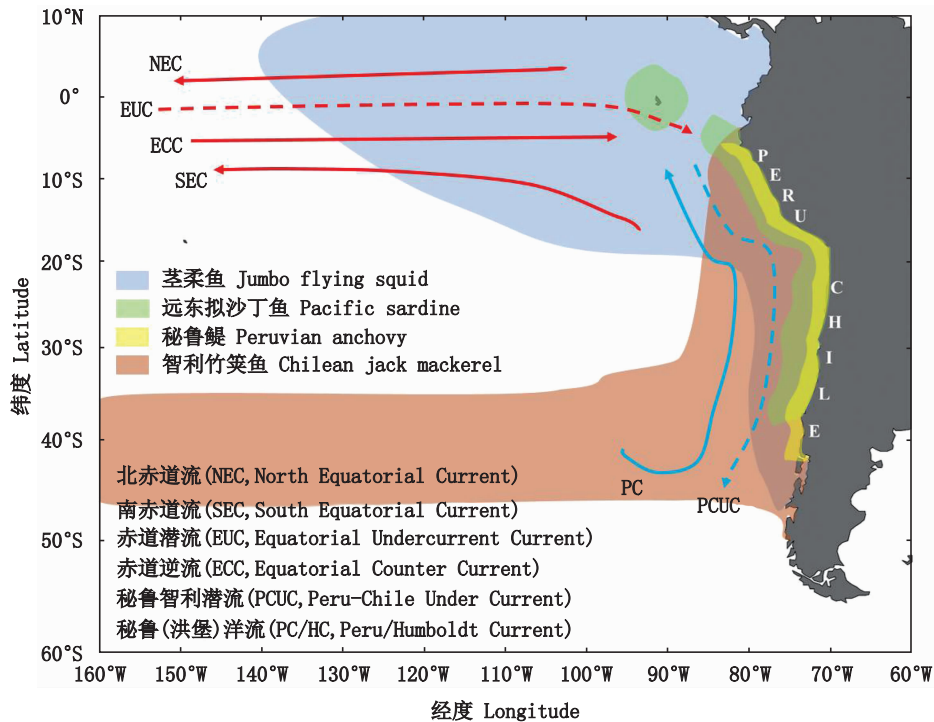 10°N
0°
10°S
20°S
30°S
40°S
50°S
60°S
纬度 Latitude
NEC
EUC
ECC
SEC
P
E
R
U
C
H
I
L
E
茎柔鱼 Jumbo flying squid
远东拟沙丁鱼 Pacific sardine
秘鲁鳀 Peruvian anchovy
智利竹筴鱼 Chilean jack mackerel
PC
PCUC
北赤道流(NEC,North Equatorial Current)
南赤道流(SEC,South Equatorial Current)
赤道潜流(EUC,Equatorial Undercurrent Current)
赤道逆流(ECC,Equatorial Counter Current)
秘鲁智利潜流(PCUC,Peru-Chile Under Current)
秘鲁(洪堡)洋流(PC/HC,Peru/Humboldt Current)
160°W 150°W 140°W 130°W 120°W 110°W 100°W 90°W 80°W 70°W 60°W
经度 Longitude